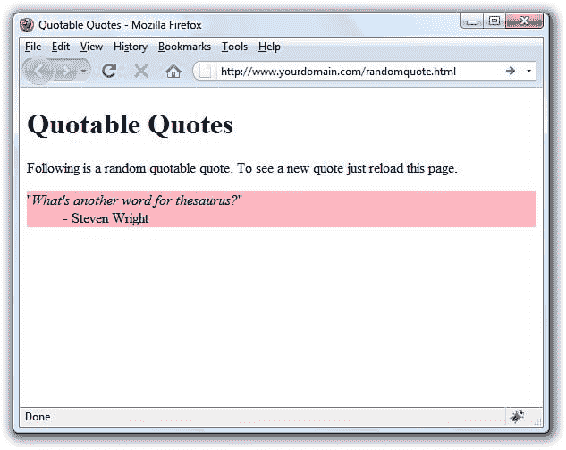 Quotable Quotes - Mozilla Firefox
File Edit View History Bookmarks Tools Help
http://www.yourdomain.com/randomquote.html
Quotable Quotes
Following is a random quotable quote. To see a new quote just reload this page.
"What's another word for thesaurus?"
- Steven Wright
Done